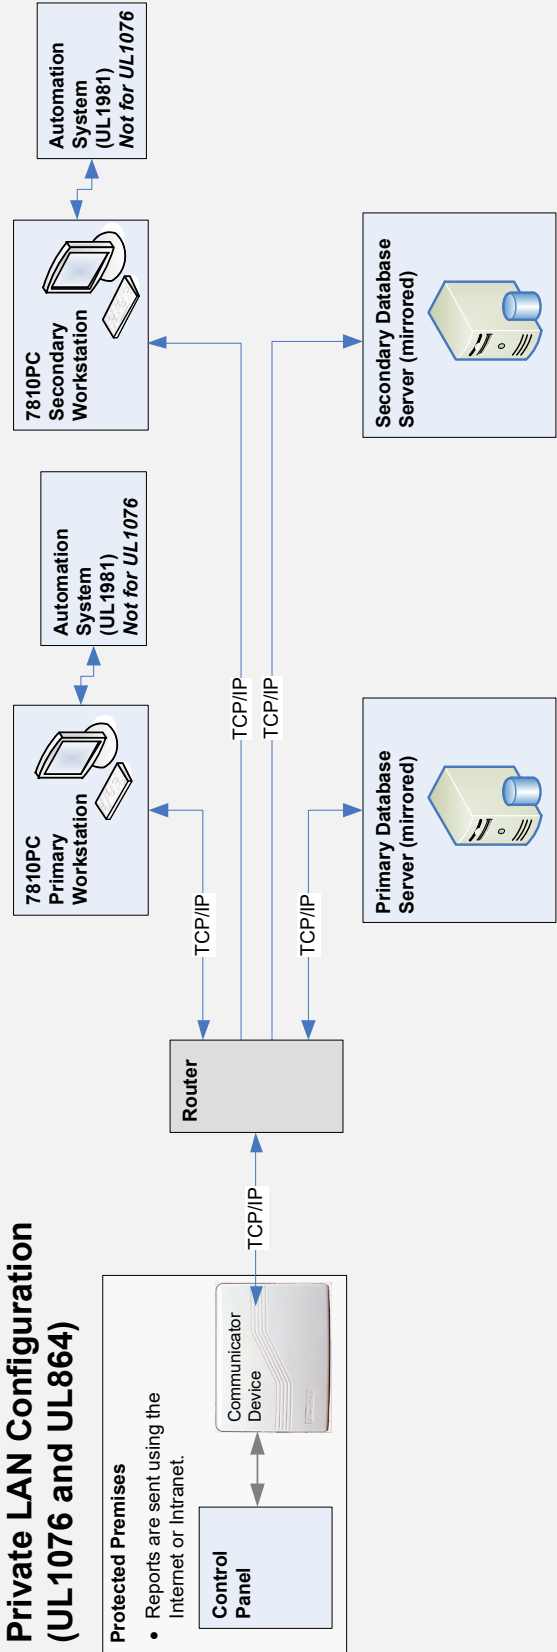 Private LAN Configuration
(UL1076 and UL864)
Protected Premises
• Reports are sent using the
Internet or Intranet.
Control
Panel
Communicator
Device
TCP/IP
Router
TCP/IP
TCP/IP
TCP/IP
TCP/IP
7810PC
Primary
Workstation
Automation
System
(UL1981)
Not for UL1076
7810PC
Secondary
Workstation
Automation
System
(UL1981)
Not for UL1076
Primary Database
Server (mirrored)
Secondary Database
Server (mirrored)